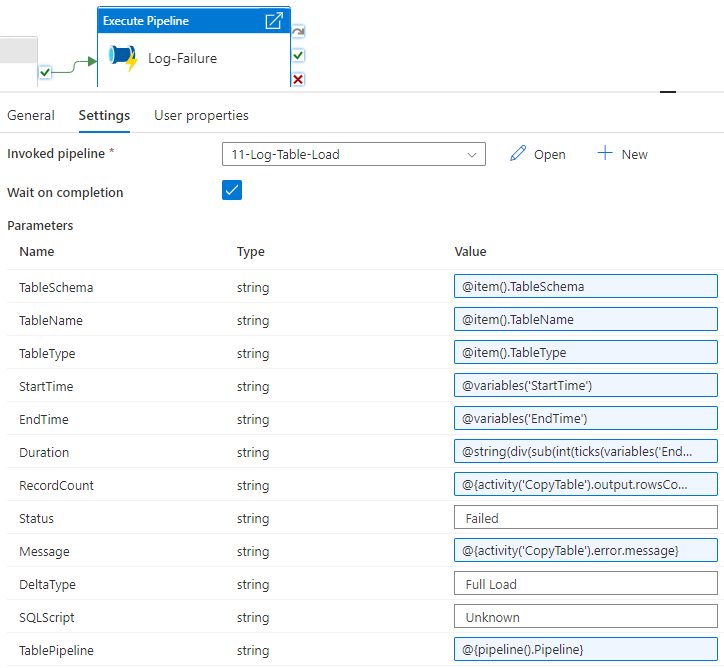 Execute Pipeline
Log-Failure
General Settings User properties
Invoked pipeline * 11-Log-Table-Load Open New
Wait on completion
Parameters
Name Type Value
TableSchema string @item().TableSchema
TableName string @item().TableName
TableType string @item().TableType
StartTime string @variables('StartTime')
EndTime string @variables('EndTime')
Duration string @string(div(sub(int(ticks(variables('End...
RecordCount string @{activity('CopyTable').output.rowsCo...
Status string Failed
Message string @{activity('CopyTable').error.message}
DeltaType string Full Load
SQLScript string Unknown
TablePipeline string @{pipeline().Pipeline}